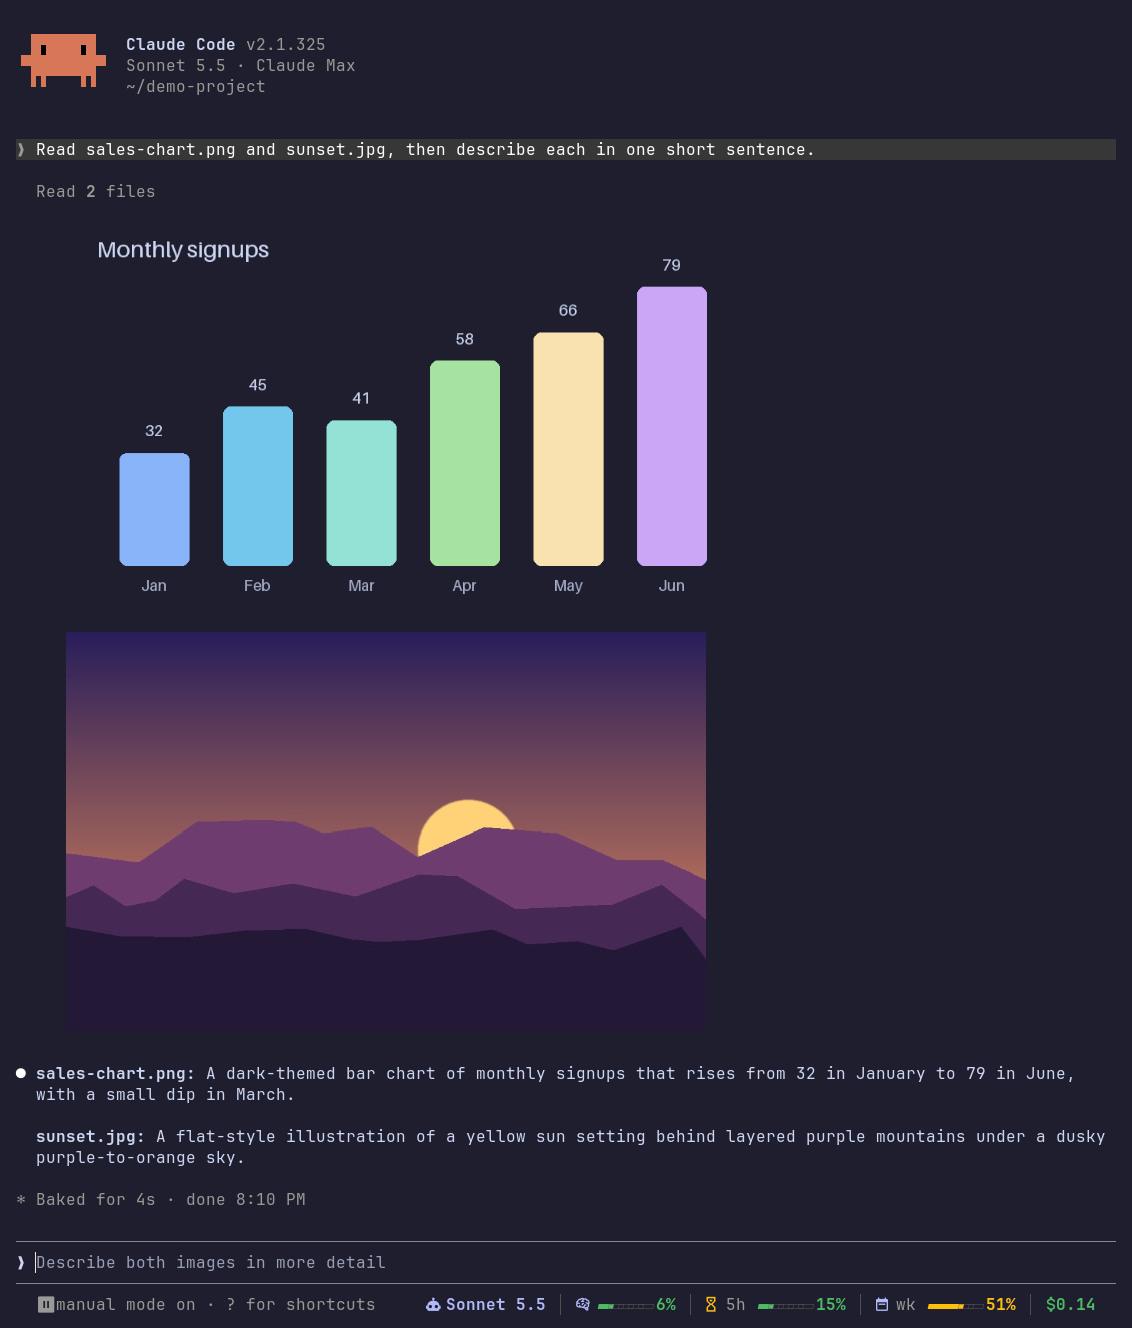 Claude Code v2.1.325
Sonnet 5.5 · Claude Max
~/demo-project
❯ Read sales-chart.png and sunset.jpg, then describe each in one short sentence.
Read 2 files
Monthly signups
79
66
58
45
41
32
Jan Feb Mar Apr May Jun
● sales-chart.png: A dark-themed bar chart of monthly signups that rises from 32 in January to 79 in June,
with a small dip in March.
sunset.jpg: A flat-style illustration of a yellow sun setting behind layered purple mountains under a dusky
purple-to-orange sky.
* Baked for 4s · done 8:10 PM
❯ Describe both images in more detail
manual mode on · ? for shortcuts Sonnet 5.5 | 6% | 5h 15% | wk 51% | $0.14